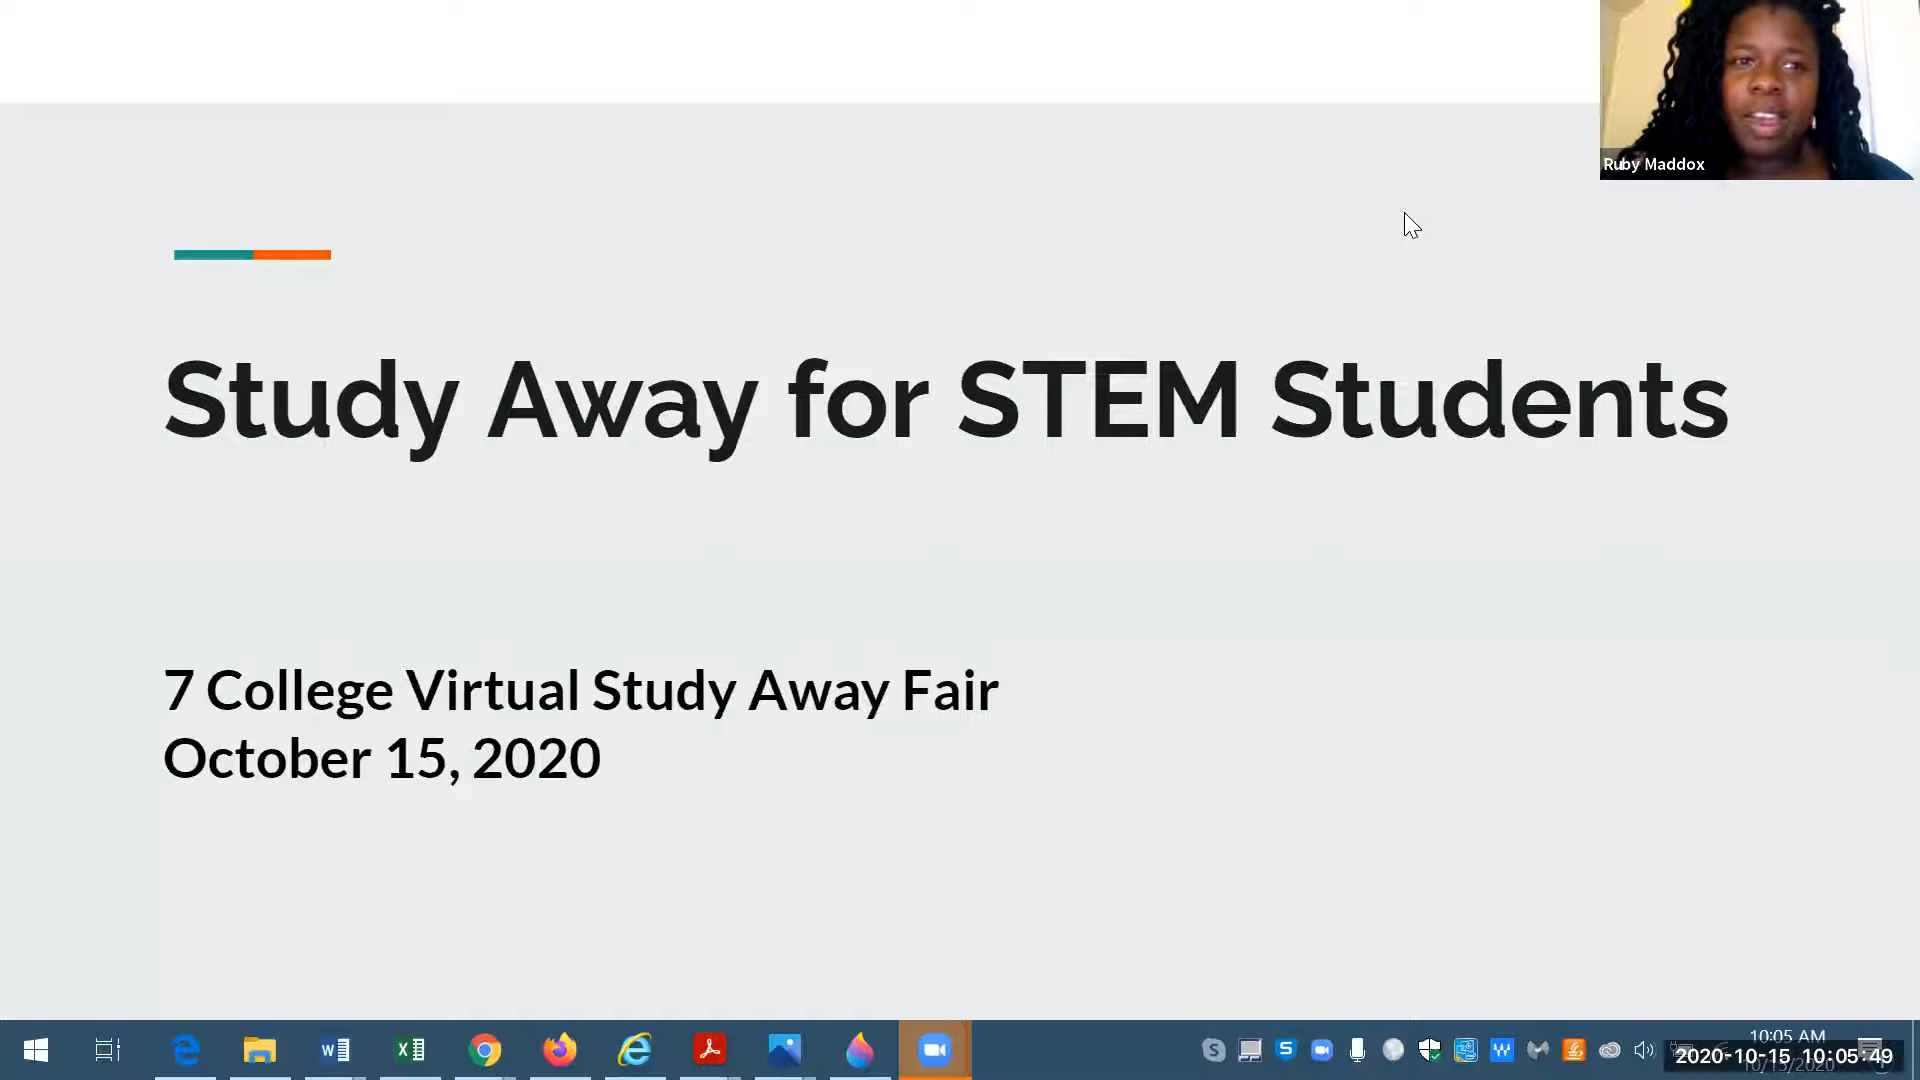 Ruby Maddox
Study Away for STEM Students
7 College Virtual Study Away Fair
October 15, 2020
10:05 AM
2020-10-15 10:05:49